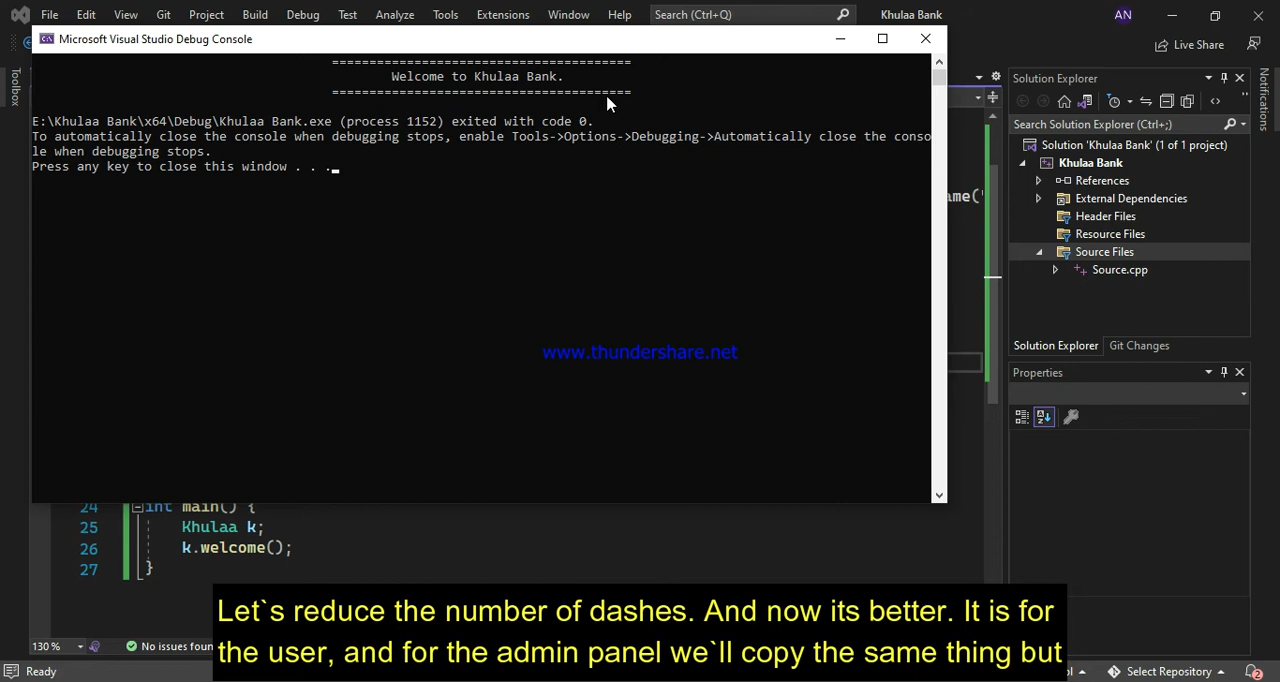 File Edit View Git Project Build Debug Test Analyze Tools Extensions Window Help Search (Ctrl+Q) Khulaa Bank AN
Microsoft Visual Studio Debug Console
Live Share
========================================
Welcome to Khulaa Bank.
========================================
E:\Khulaa Bank\x64\Debug\Khulaa Bank.exe (process 1152) exited with code 0.
To automatically close the console when debugging stops, enable Tools->Options->Debugging->Automatically close the conso
le when debugging stops.
Press any key to close this window . . .
Toolbox
Notifications
Solution Explorer
Search Solution Explorer (Ctrl+;)
Solution 'Khulaa Bank' (1 of 1 project)
Khulaa Bank
References
External Dependencies
Header Files
Resource Files
Source Files
Source.cpp
Solution Explorer Git Changes
Properties
www.thundershare.net
24 int main() {
25 Khulaa k;
26 k.welcome();
27 }
130 % No issues foun
Ready Select Repository 2
Let`s reduce the number of dashes. And now its better. It is for
the user, and for the admin panel we`ll copy the same thing but